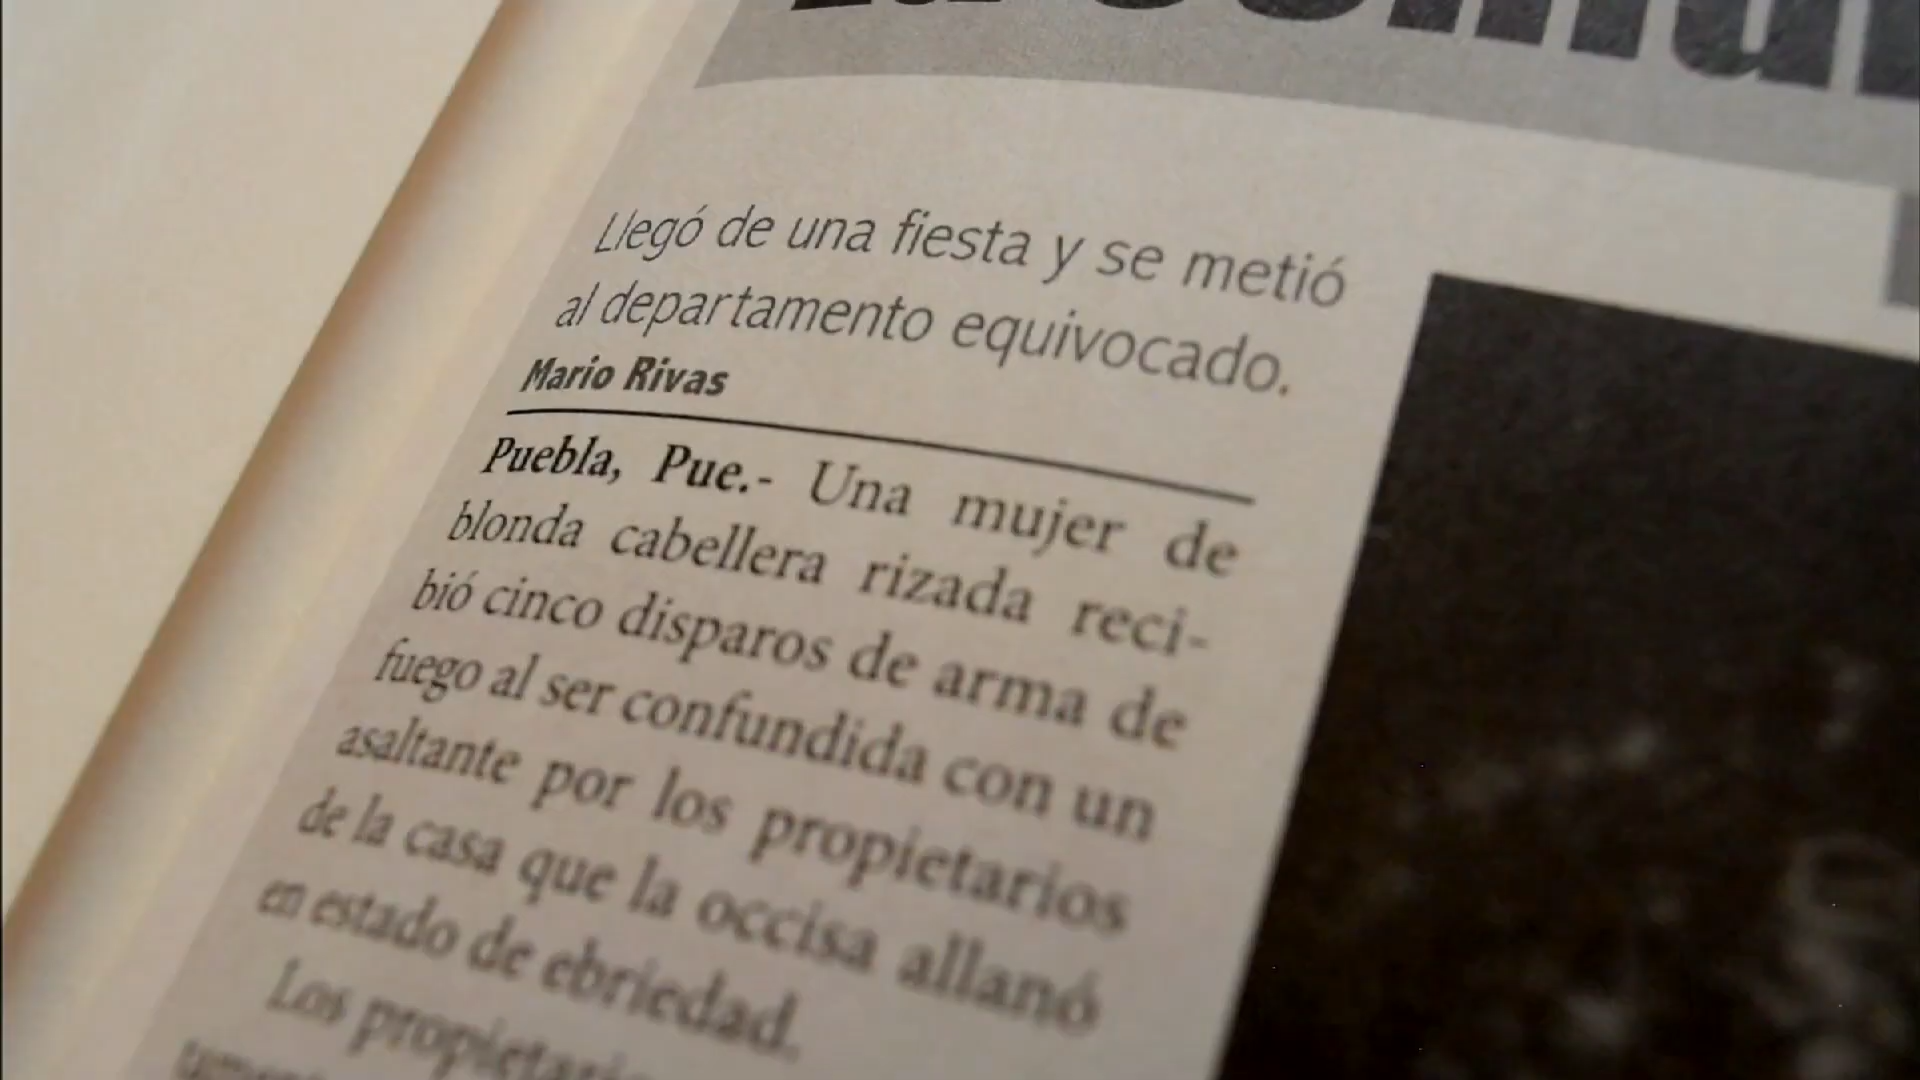 Llegó de una fiesta y se metió
al departamento equivocado.
Mario Rivas
Puebla, Pue.- Una mujer de
blonda cabellera rizada reci-
bió cinco disparos de arma de
fuego al ser confundida con un
asaltante por los propietarios
de la casa que la occisa allanó
en estado de ebriedad.
Los